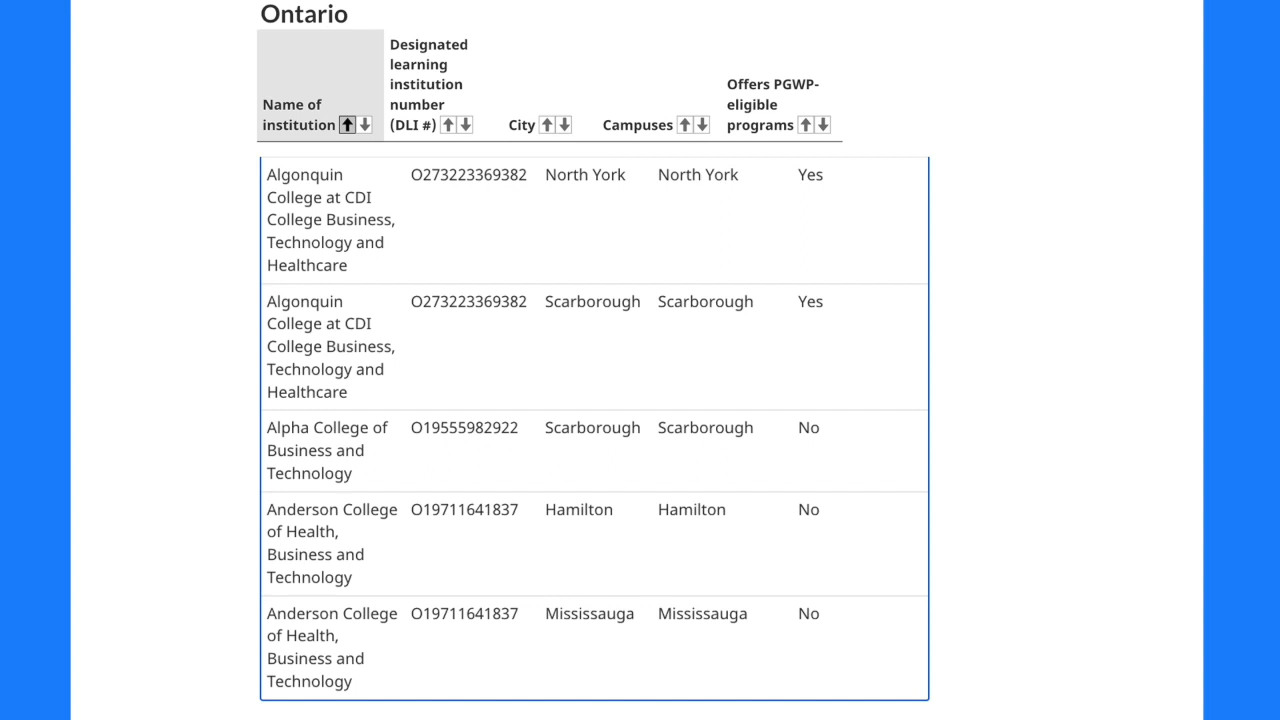 Ontario
Name of institution
Designated learning institution number (DLI #)
City
Campuses
Offers PGWP-eligible programs
Algonquin College at CDI College Business, Technology and Healthcare
O273223369382
North York
North York
Yes
Algonquin College at CDI College Business, Technology and Healthcare
O273223369382
Scarborough
Scarborough
Yes
Alpha College of Business and Technology
O19555982922
Scarborough
Scarborough
No
Anderson College of Health, Business and Technology
O19711641837
Hamilton
Hamilton
No
Anderson College of Health, Business and Technology
O19711641837
Mississauga
Mississauga
No